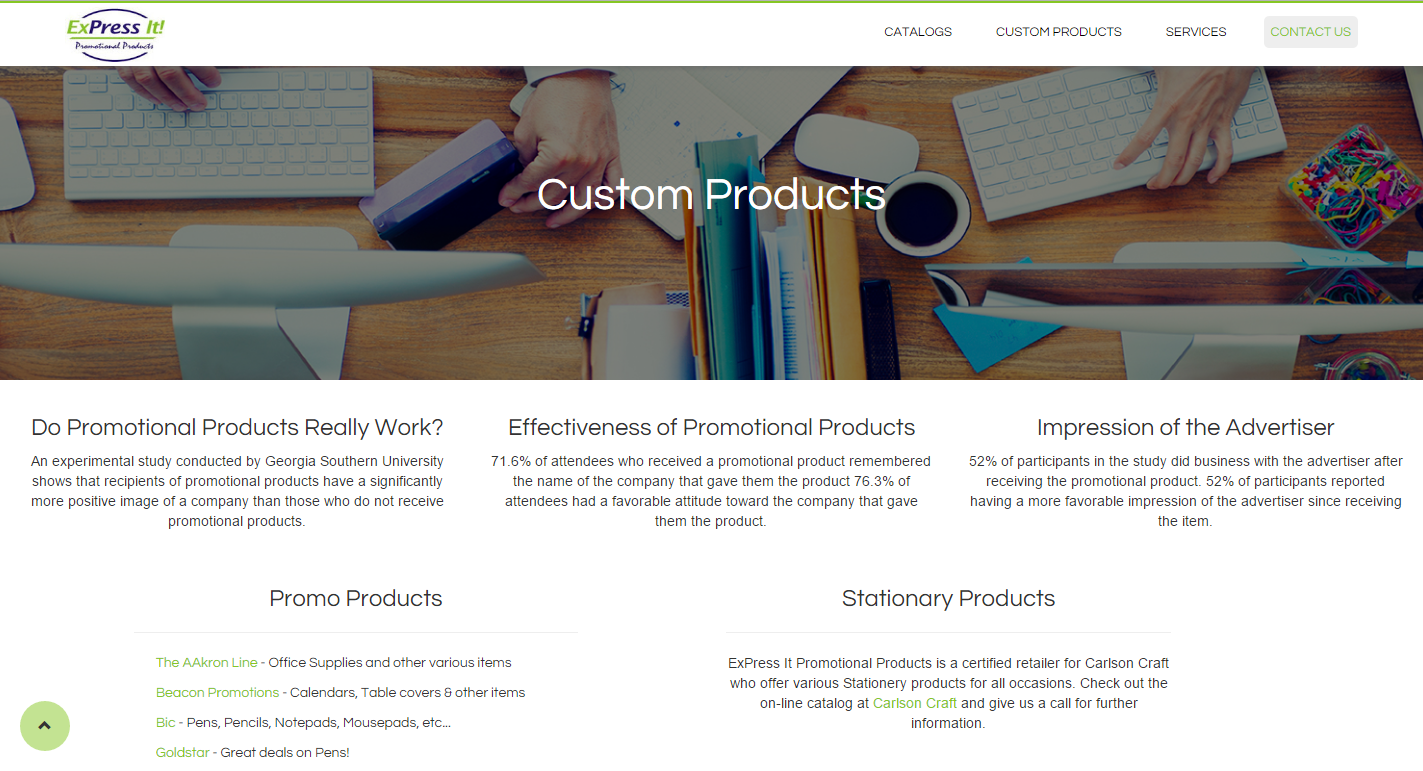 ExPress It!
Promotional Products
CATALOGS
CUSTOM PRODUCTS
SERVICES
CONTACT US
Custom Products
Do Promotional Products Really Work?
An experimental study conducted by Georgia Southern University
shows that recipients of promotional products have a significantly
more positive image of a company than those who do not receive
promotional products.
Effectiveness of Promotional Products
71.6% of attendees who received a promotional product remembered
the name of the company that gave them the product 76.3% of
attendees had a favorable attitude toward the company that gave
them the product.
Impression of the Advertiser
52% of participants in the study did business with the advertiser after
receiving the promotional product. 52% of participants reported
having a more favorable impression of the advertiser since receiving
the item.
Promo Products
The AAkron Line - Office Supplies and other various items
Beacon Promotions - Calendars, Table covers & other items
Bic - Pens, Pencils, Notepads, Mousepads, etc...
Goldstar - Great deals on Pens!
Stationary Products
ExPress It Promotional Products is a certified retailer for Carlson Craft
who offer various Stationery products for all occasions. Check out the
on-line catalog at Carlson Craft and give us a call for further
information.